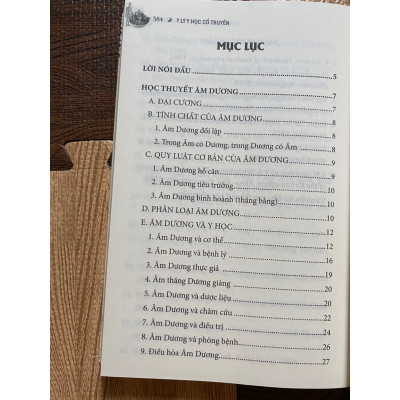 584 Y LÝ Y HỌC CỔ TRUYỀN
MỤC LỤC
LỜI NÓI ĐẦU 5
HỌC THUYẾT ÂM DƯƠNG 7
A. ĐẠI CƯƠNG 7
B. TÍNH CHẤT CỦA ÂM DƯƠNG 8
1. Âm Dương đối lập 8
2. Trong Âm có Dương, trong Dương có Âm 8
C. QUY LUẬT CƠ BẢN CỦA ÂM DƯƠNG 9
1. Âm Dương hỗ căn 9
2. Âm Dương tiêu trưởng 9
3. Âm Dương bình hoành (thăng bằng) 10
D. PHÂN LOẠI ÂM DƯƠNG 10
E. ÂM DƯƠNG VÀ Y HỌC 12
1. Âm Dương và cơ thể 12
2. Âm Dương và bệnh lý 16
3. Âm Dương thực giả 20
4. Âm thăng Dương giáng 20
5. Âm Dương và dược liệu 20
6. Âm Dương và châm cứu 22
7. Âm Dương và điều trị 24
8. Âm Dương và phòng bệnh 26
9. Điều hòa Âm Dương 27